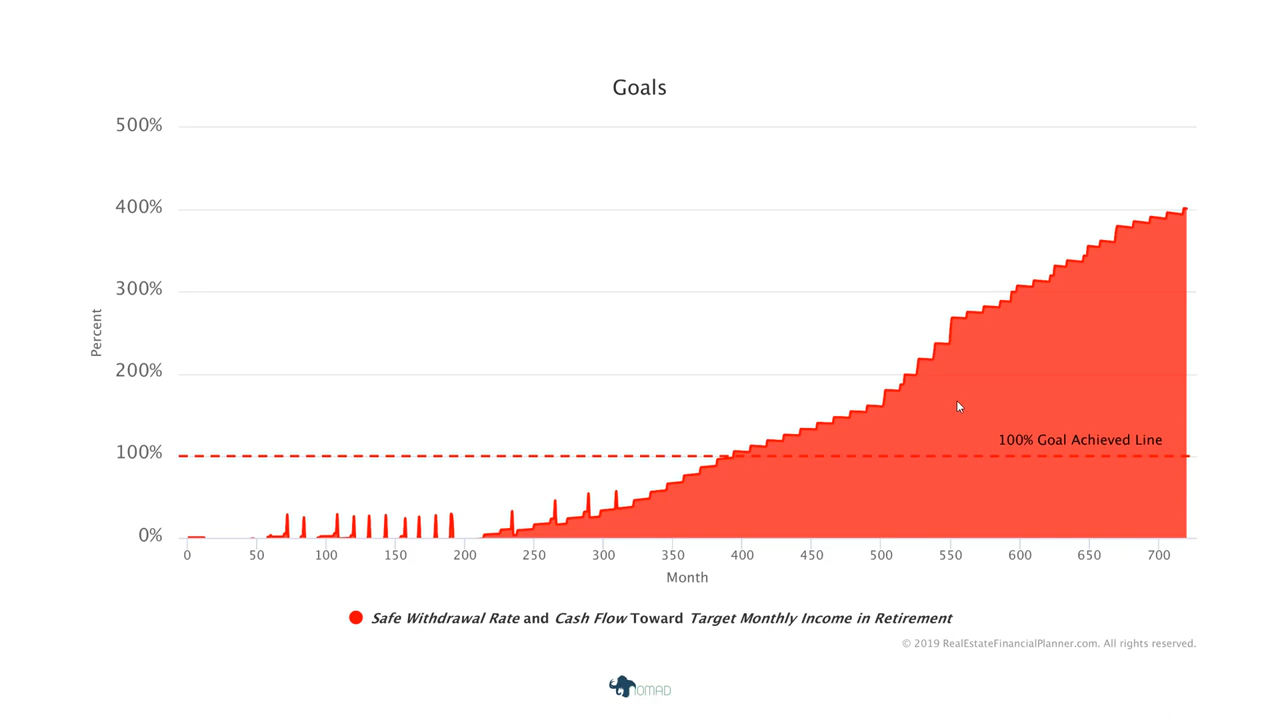 Goals
500%
400%
300%
200%
100%
0%
Percent
100% Goal Achieved Line
0 50 100 150 200 250 300 350 400 450 500 550 600 650 700
Month
Safe Withdrawal Rate and Cash Flow Toward Target Monthly Income in Retirement
© 2019 RealEstateFinancialPlanner.com. All rights reserved.
NOMAD